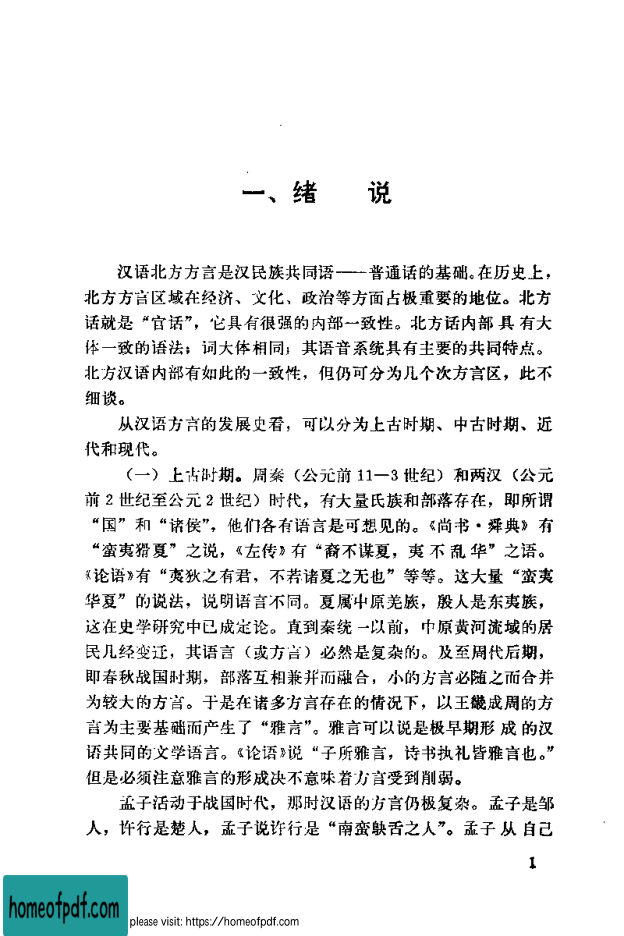 一、绪 说
汉语北方方言是汉民族共同语——普通话的基础。在历史上，
北方方言区域在经济、文化、政治等方面占极重要的地位。北方
话就是“官话”，它具有很强的内部一致性。北方话内部具有大
体一致的语法；词大体相同；其语音系统具有主要的共同特点。
北方汉语内部有如此的一致性，但仍可分为几个次方言区，此不
细谈。
从汉语方言的发展史看，可以分为上古时期、中古时期、近
代和现代。
（一）上古时期。周秦（公元前11—3世纪）和两汉（公元
前2世纪至公元2世纪）时代，有大量氏族和部落存在，即所谓
“国”和“诸侯”，他们各有语言是可想见的。《尚书·舜典》有
“蛮夷猾夏”之说，《左传》有“裔不谋夏，夷不乱华”之语。
《论语》有“夷狄之有君，不若诸夏之无也”等等。这大量“蛮夷
华夏”的说法，说明语言不同。夏属中原羌族，殷人是东夷族，
这在史学研究中已成定论。直到秦统一以前，中原黄河流域的居
民几经变迁，其语言（或方言）必然是复杂的。及至周代后期，
即春秋战国时期，部落互相兼并而融合，小的方言必随之而合并
为较大的方言。于是在诸多方言存在的情况下，以王畿成周的方
言为主要基础而产生了“雅言”。雅言可以说是极早期形成的汉
语共同的文学语言。《论语》说“子所雅言，诗书执礼皆雅言也。”
但是必须注意雅言的形成决不意味着方言受到削弱。
孟子活动于战国时代，那时汉语的方言仍极复杂。孟子是邹
人，许行是楚人，孟子说许行是“南蛮鴃舌之人”。孟子从自己
1
homeofpdf.com
please visit: https://homeofpdf.com